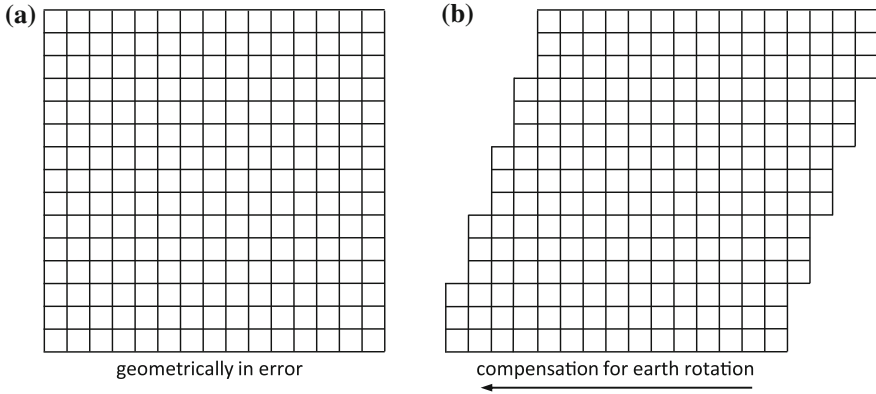 (a)
(b)
geometrically in error
compensation for earth rotation